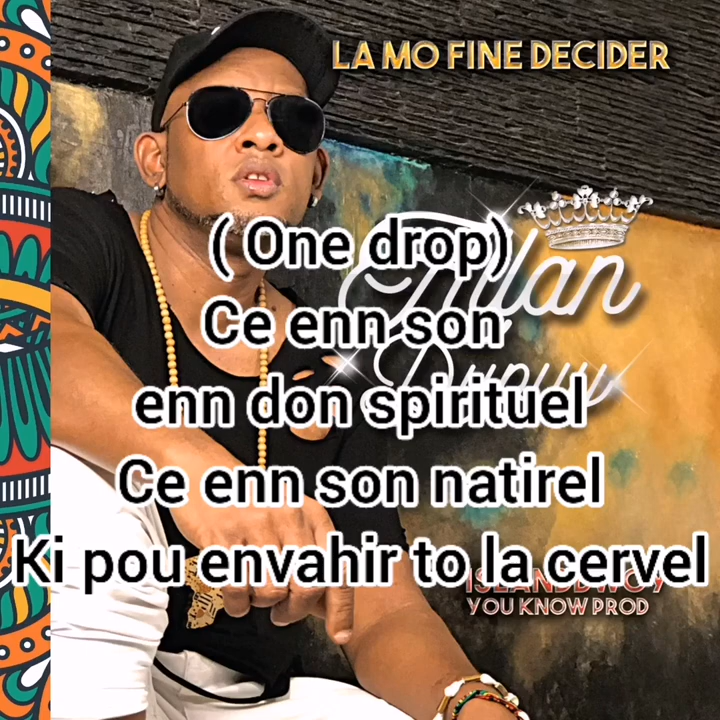 LA MO FINE DECIDER
( One drop)
Ce enn son
enn don spirituel
Ce enn son natirel
Ki pou envahir to la cervel
YOU KNOW PROD